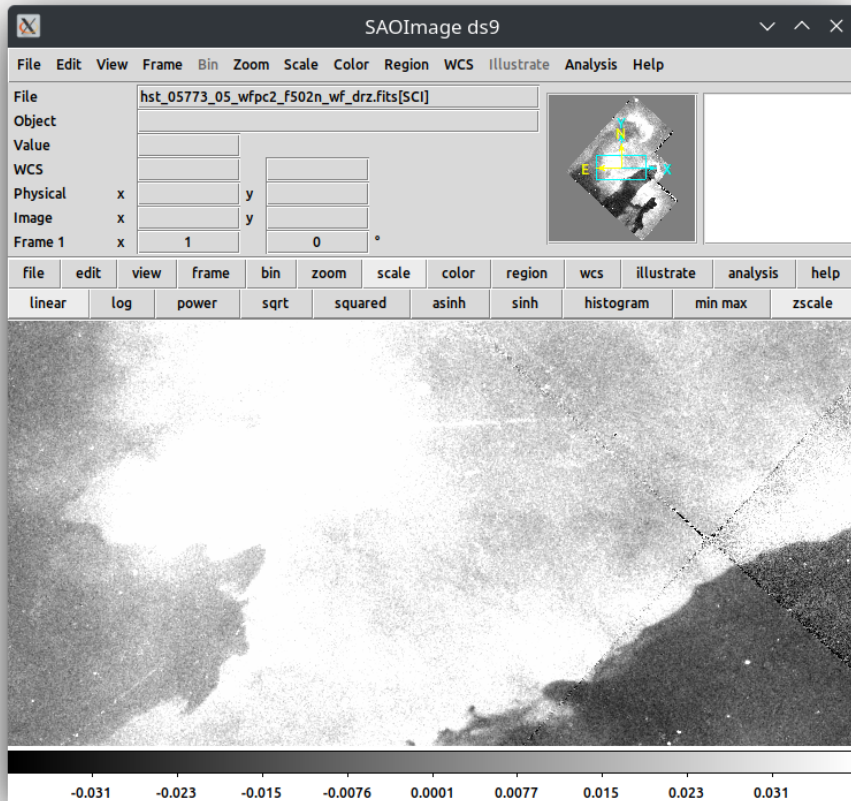 SAOImage ds9
File Edit View Frame Bin Zoom Scale Color Region WCS Illustrate Analysis Help
File hst_05773_05_wfpc2_f502n_wf_drz.fits[SCI]
Object
Value
WCS
Physical x y
Image x y
Frame 1 x 1 0 °
Y
N
E X
file edit view frame bin zoom scale color region wcs illustrate analysis help
linear log power sqrt squared asinh sinh histogram min max zscale
-0.031 -0.023 -0.015 -0.0076 0.0001 0.0077 0.015 0.023 0.031